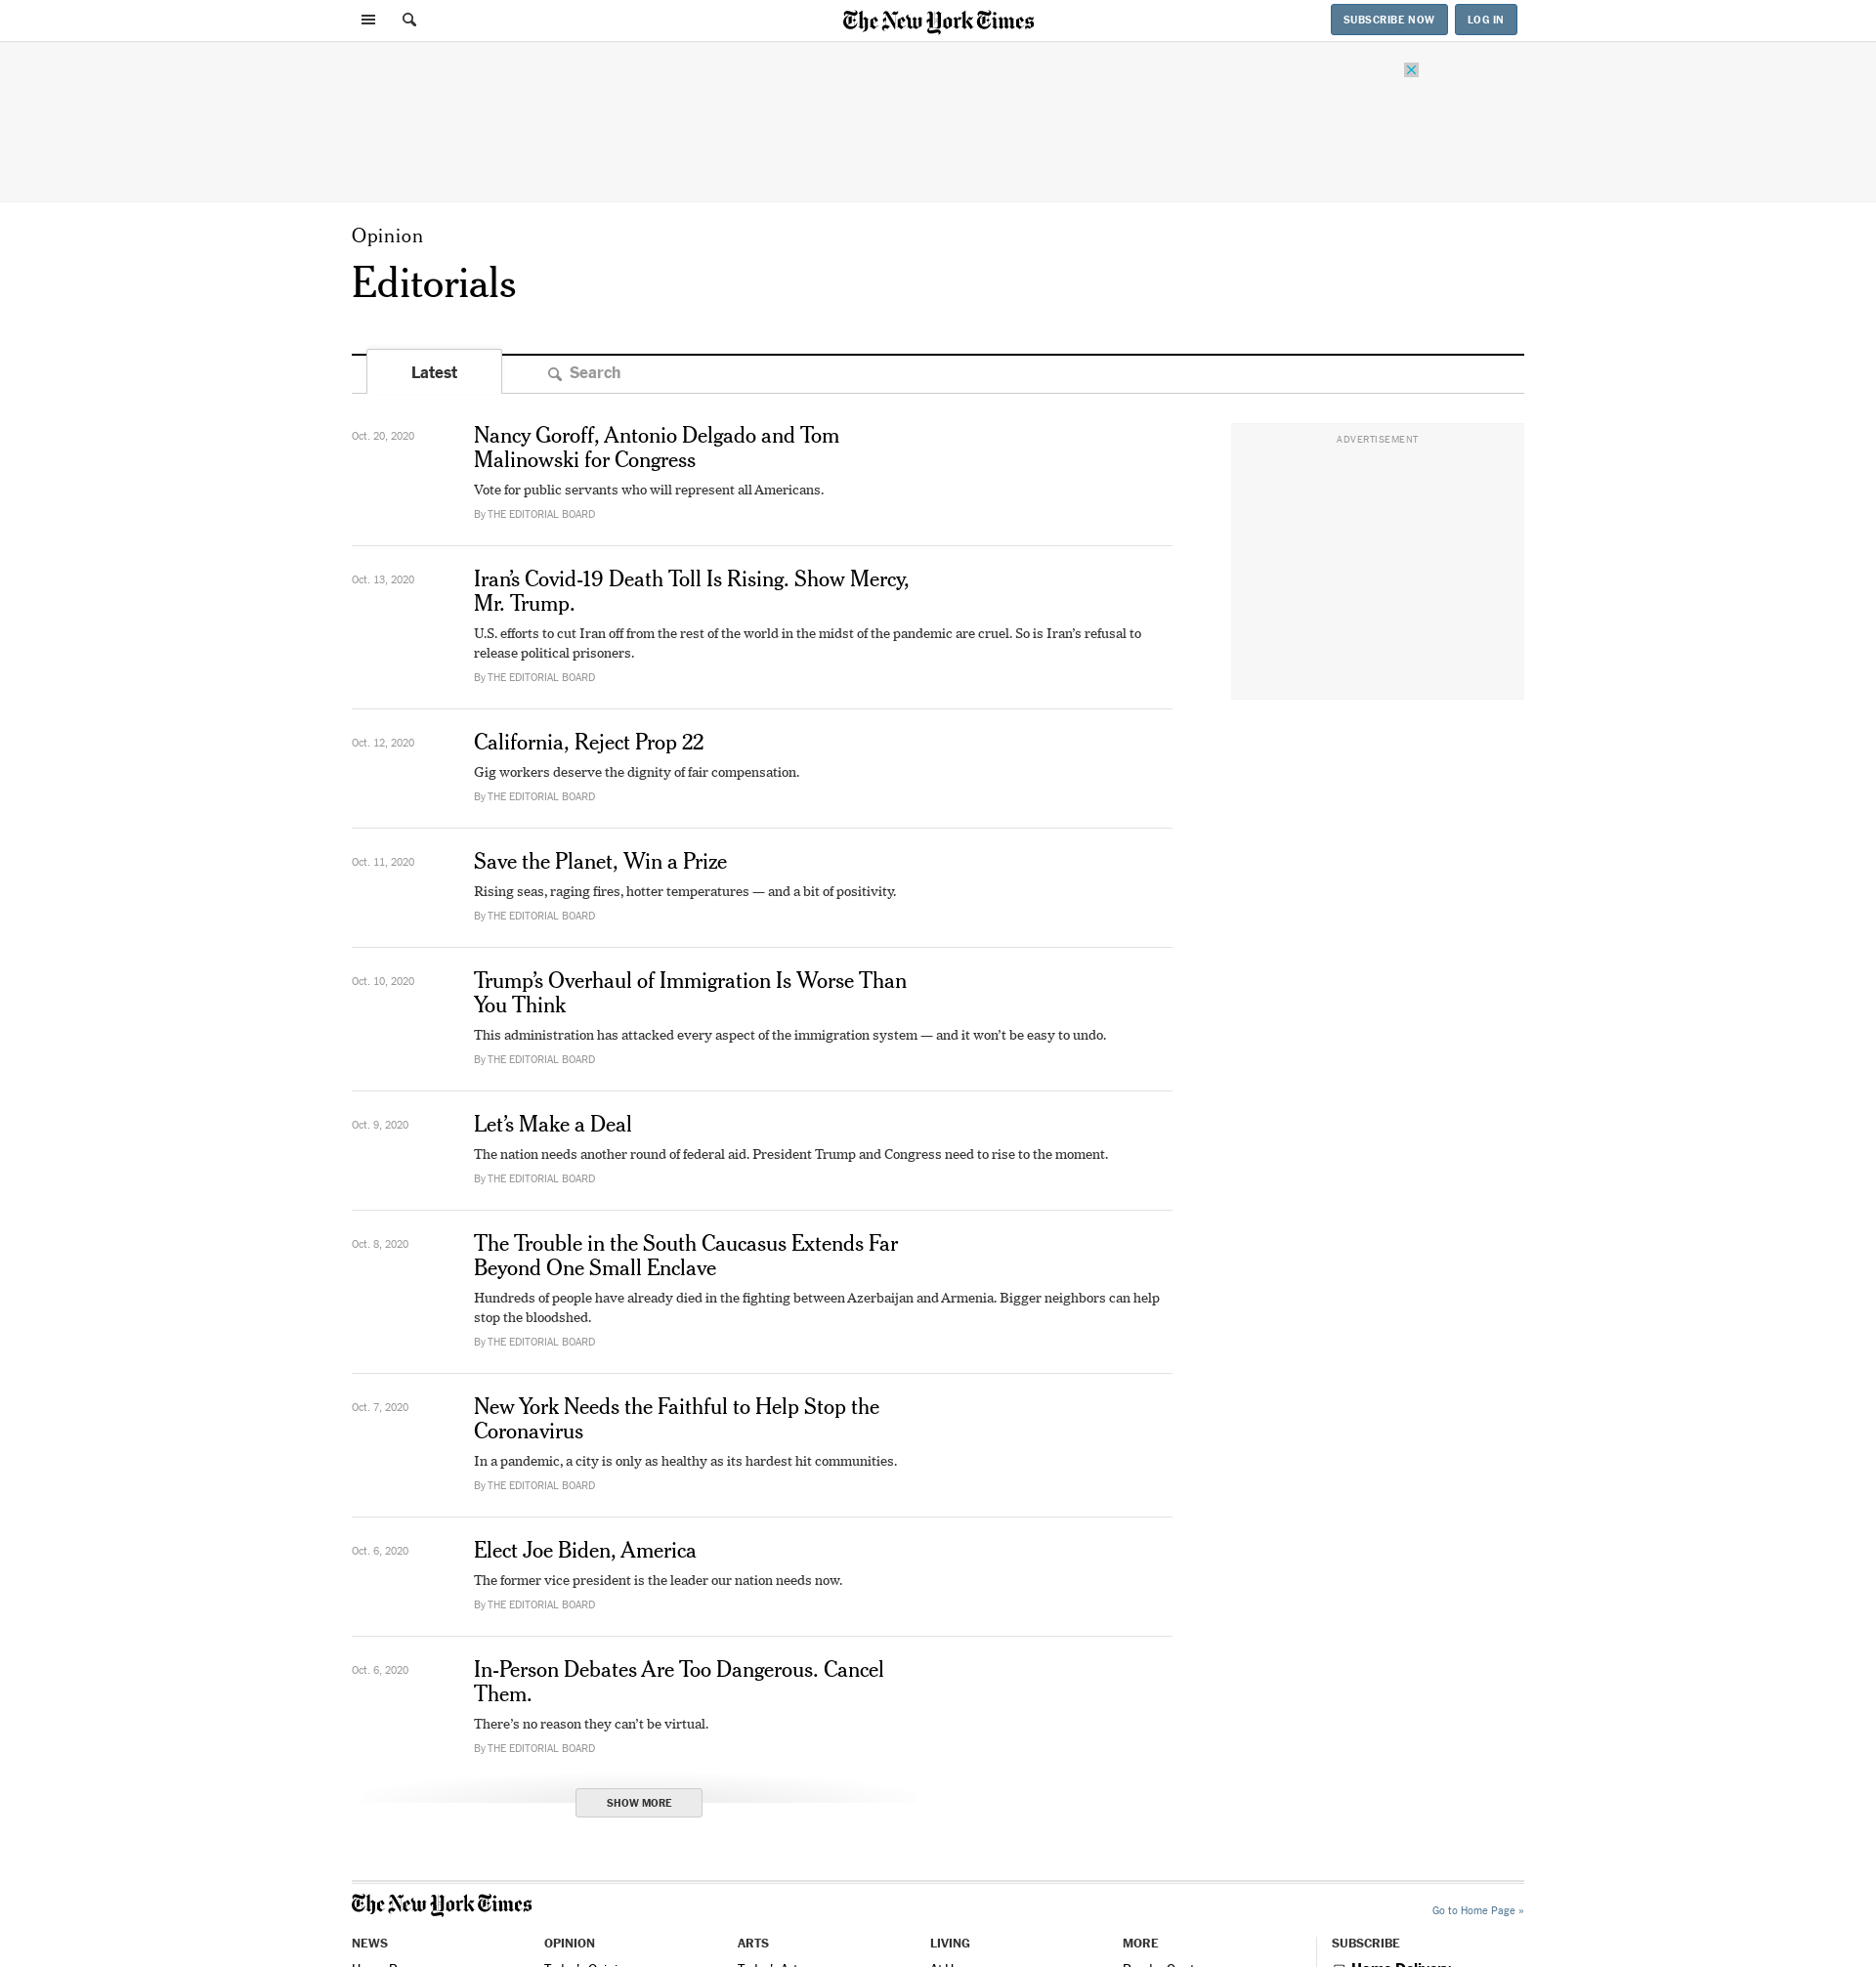 The New York Times
SUBSCRIBE NOW
LOG IN
Opinion
Editorials
Latest
Search
Oct. 20, 2020
Nancy Goroff, Antonio Delgado and Tom
Malinowski for Congress
Vote for public servants who will represent all Americans.
By THE EDITORIAL BOARD
ADVERTISEMENT
Oct. 13, 2020
Iran’s Covid-19 Death Toll Is Rising. Show Mercy,
Mr. Trump.
U.S. efforts to cut Iran off from the rest of the world in the midst of the pandemic are cruel. So is Iran’s refusal to
release political prisoners.
By THE EDITORIAL BOARD
Oct. 12, 2020
California, Reject Prop 22
Gig workers deserve the dignity of fair compensation.
By THE EDITORIAL BOARD
Oct. 11, 2020
Save the Planet, Win a Prize
Rising seas, raging fires, hotter temperatures — and a bit of positivity.
By THE EDITORIAL BOARD
Oct. 10, 2020
Trump’s Overhaul of Immigration Is Worse Than
You Think
This administration has attacked every aspect of the immigration system — and it won’t be easy to undo.
By THE EDITORIAL BOARD
Oct. 9, 2020
Let’s Make a Deal
The nation needs another round of federal aid. President Trump and Congress need to rise to the moment.
By THE EDITORIAL BOARD
Oct. 8, 2020
The Trouble in the South Caucasus Extends Far
Beyond One Small Enclave
Hundreds of people have already died in the fighting between Azerbaijan and Armenia. Bigger neighbors can help
stop the bloodshed.
By THE EDITORIAL BOARD
Oct. 7, 2020
New York Needs the Faithful to Help Stop the
Coronavirus
In a pandemic, a city is only as healthy as its hardest hit communities.
By THE EDITORIAL BOARD
Oct. 6, 2020
Elect Joe Biden, America
The former vice president is the leader our nation needs now.
By THE EDITORIAL BOARD
Oct. 6, 2020
In-Person Debates Are Too Dangerous. Cancel
Them.
There’s no reason they can’t be virtual.
By THE EDITORIAL BOARD
SHOW MORE
The New York Times
Go to Home Page »
NEWS
OPINION
ARTS
LIVING
MORE
SUBSCRIBE
Home Delivery